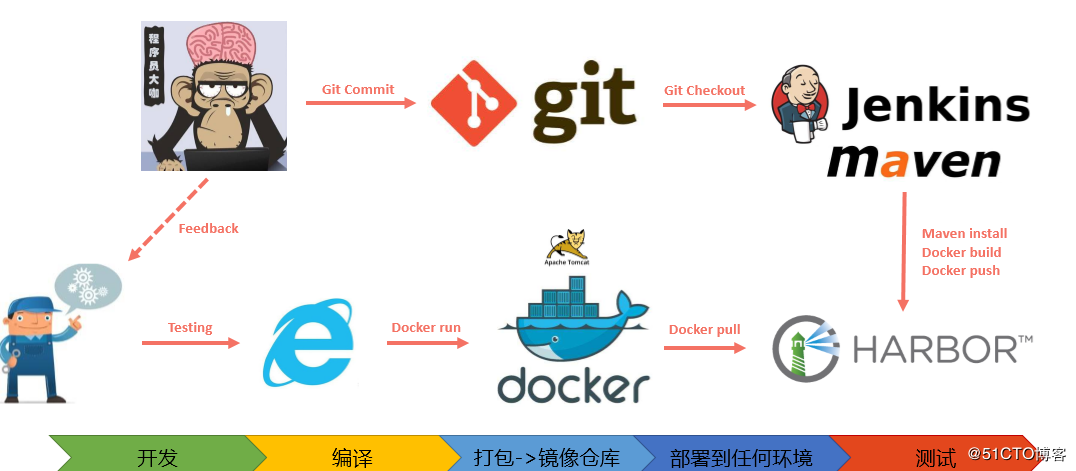 程序员大咖
Git Commit
git
Git Checkout
Jenkins
maven
Feedback
Maven install
Docker build
Docker push
Apache Tomcat
Testing
Docker run
docker
Docker pull
HARBOR™
开发
编译
打包->镜像仓库
部署到任何环境
测试
@51CTO博客